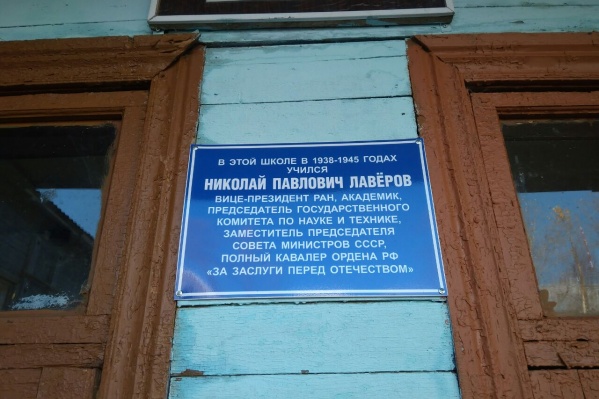 В ЭТОЙ ШКОЛЕ В 1938-1945 ГОДАХ
УЧИЛСЯ
НИКОЛАЙ ПАВЛОВИЧ ЛАВЁРОВ
ВИЦЕ-ПРЕЗИДЕНТ РАН, АКАДЕМИК,
ПРЕДСЕДАТЕЛЬ ГОСУДАРСТВЕННОГО
КОМИТЕТА ПО НАУКЕ И ТЕХНИКЕ,
ЗАМЕСТИТЕЛЬ ПРЕДСЕДАТЕЛЯ
СОВЕТА МИНИСТРОВ СССР,
ПОЛНЫЙ КАВАЛЕР ОРДЕНА РФ
«ЗА ЗАСЛУГИ ПЕРЕД ОТЕЧЕСТВОМ»